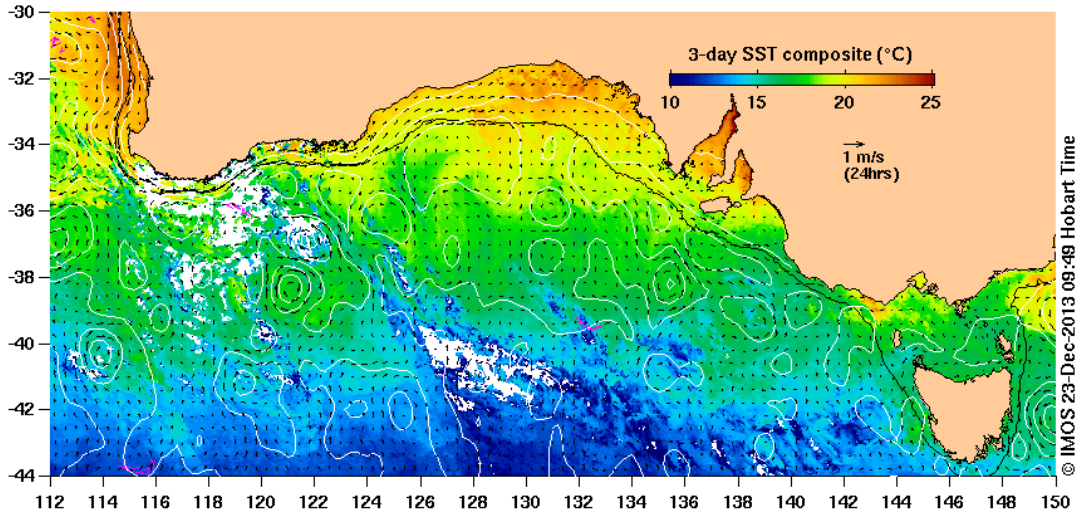 -30
-32
-34
-36
-38
-40
-42
-44
3-day SST composite (°C)
10 15 20 25
1 m/s
(24hrs)
112 114 116 118 120 122 124 126 128 130 132 134 136 138 140 142 144 146 148 150
© IMOS 23-Dec-2013 09:49 Hobart Time